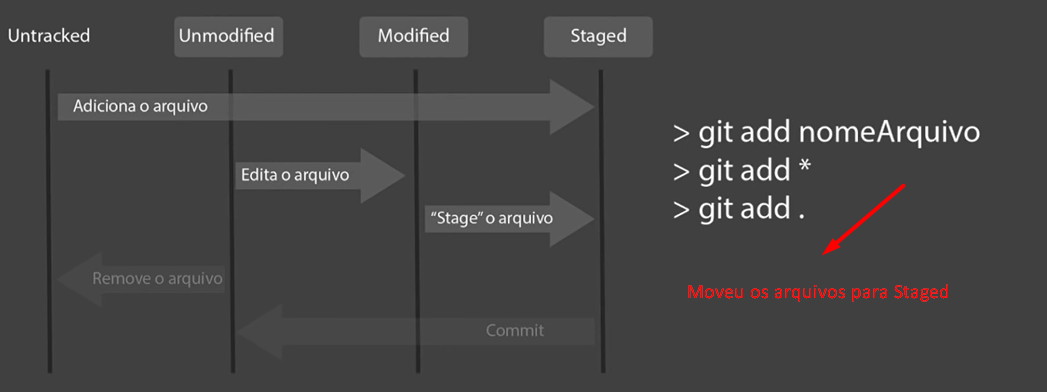 Untracked
Unmodified
Modified
Staged
Adiciona o arquivo
> git add nomeArquivo
> git add *
Edita o arquivo
> git add .
“Stage” o arquivo
Remove o arquivo
Moveu os arquivos para Staged
Commit